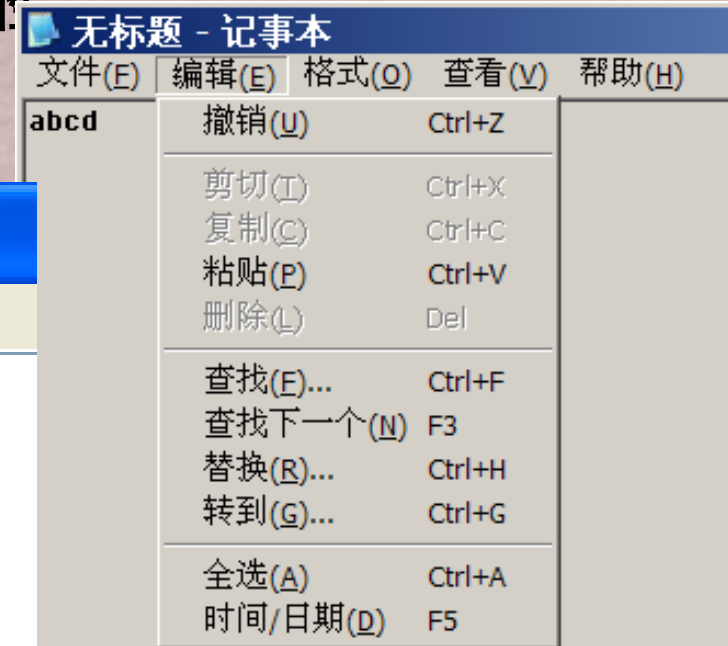 无标题 - 记事本
文件(F) 编辑(E) 格式(O) 查看(V) 帮助(H)
abcd
撤销(U) Ctrl+Z
剪切(T) Ctrl+X
复制(C) Ctrl+C
粘贴(P) Ctrl+V
删除(L) Del
查找(F)... Ctrl+F
查找下一个(N) F3
替换(R)... Ctrl+H
转到(G)... Ctrl+G
全选(A) Ctrl+A
时间/日期(D) F5